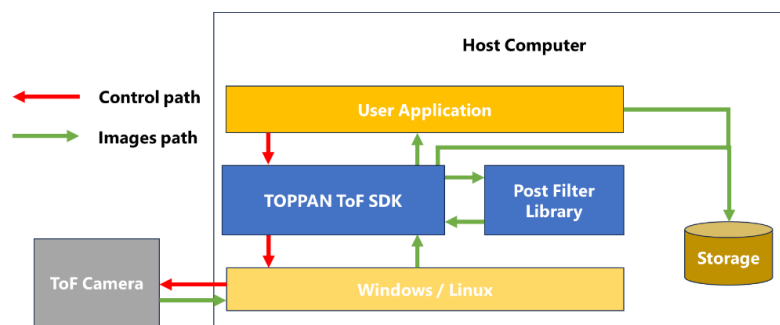 Host Computer
Control path
User Application
Images path
TOPPAN ToF SDK
Post Filter
Library
ToF Camera
Windows / Linux
Storage